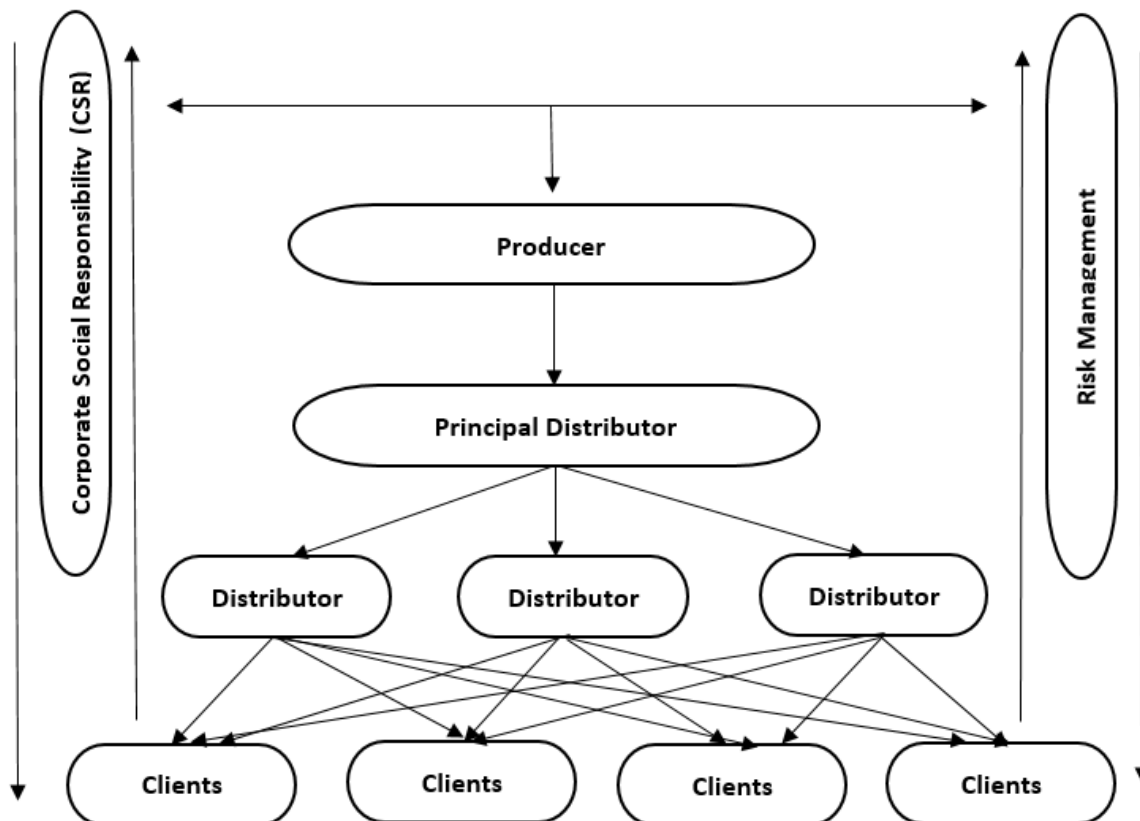 Corporate Social Responsibility (CSR)
Risk Management
Producer
Principal Distributor
Distributor
Distributor
Distributor
Clients
Clients
Clients
Clients